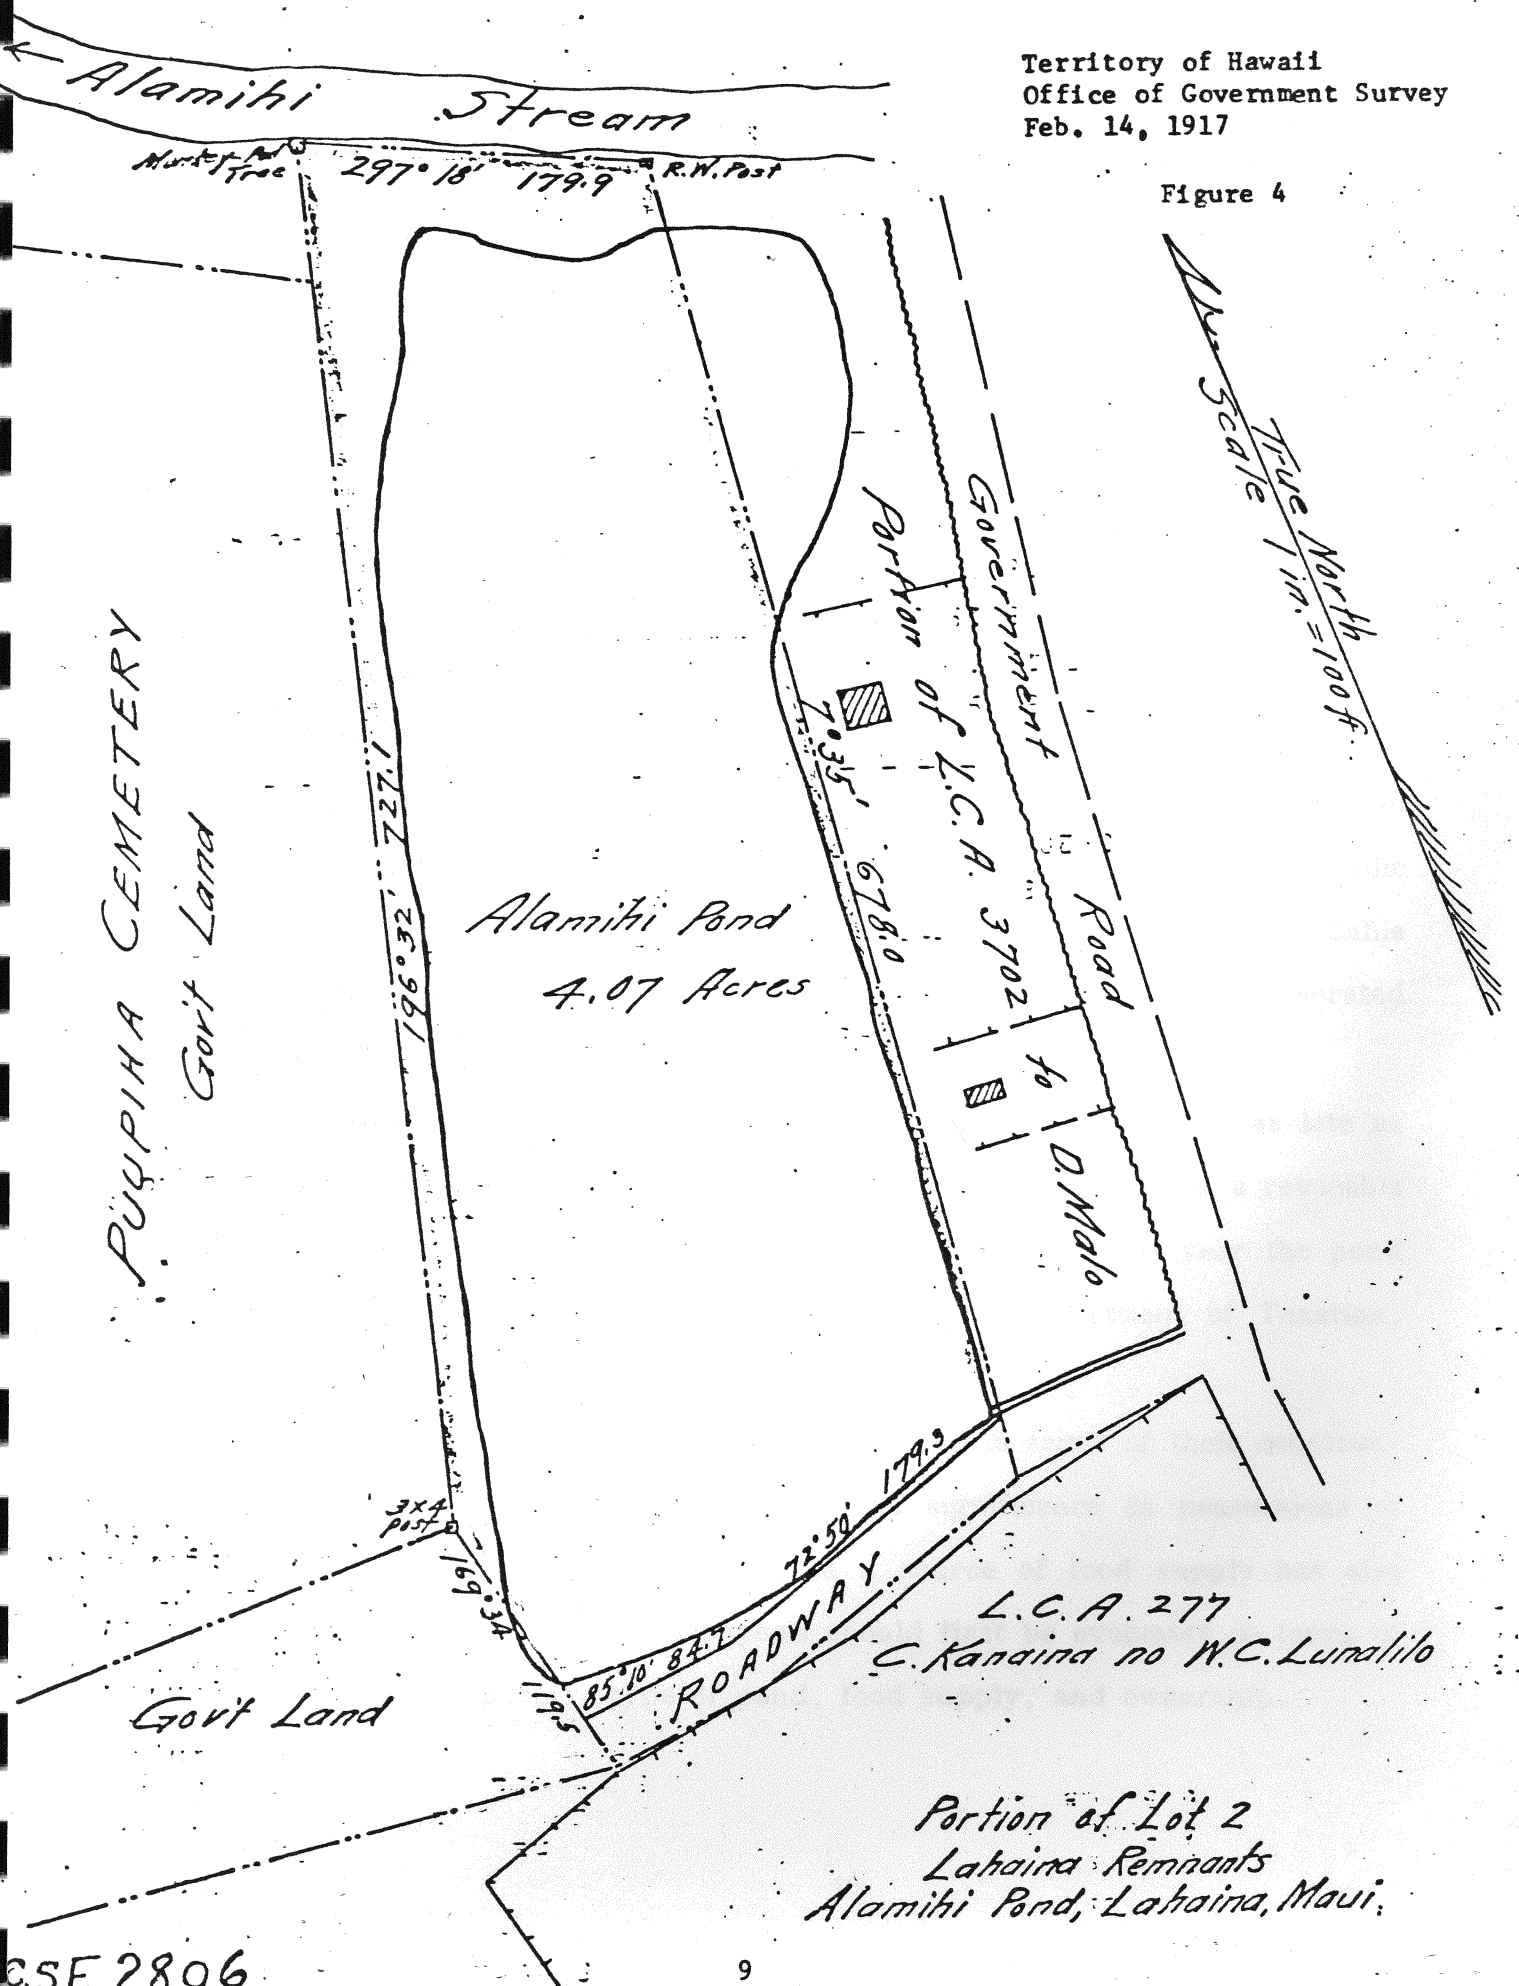 Territory of Hawaii
Office of Government Survey
Feb. 14, 1917
Figure 4
Alamihi Stream
Tree
297° 18' 179.9
R.W. Post
True North
Scale 1 in. = 100 ft.
Government Road
Portion of L.C.A. 3702 to D. Malo
7° 35' 678.0
PUUPIHA CEMETERY
Gov't Land
196° 32' 727.1
Alamihi Pond
4.07 Acres
3x4
post
169° 34'
119.5
85° 10' 84.7
72° 50' 179.3
ROADWAY
L.C.A. 277
C. Kanaina no W.C. Lunalilo
Gov't Land
Portion of Lot 2
Lahaina Remnants
Alamihi Pond, Lahaina, Maui.
CSF 2806
9